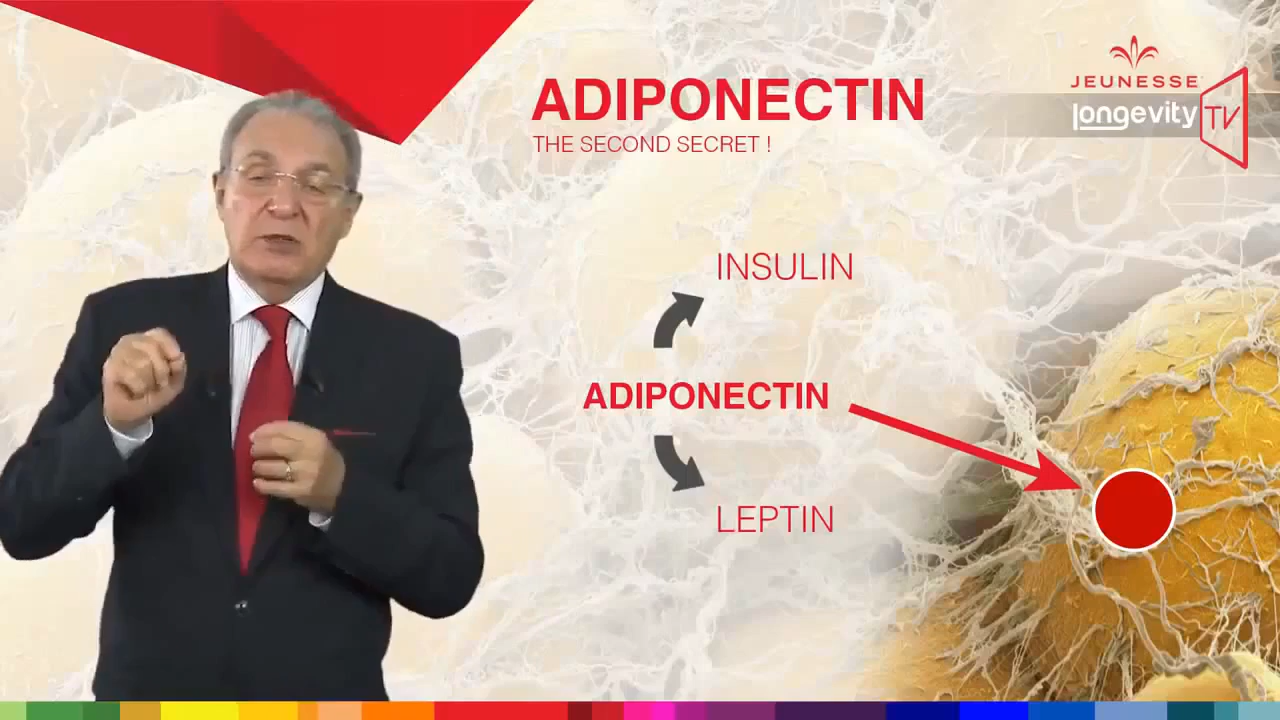 ADIPONECTIN
THE SECOND SECRET !
JEUNESSE
longevity TV
INSULIN
ADIPONECTIN
LEPTIN